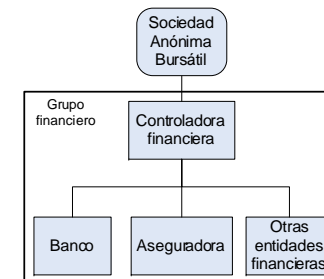 Sociedad
Anónima
Bursátil
Grupo
financiero
Controladora
financiera
Banco
Aseguradora
Otras
entidades
financieras